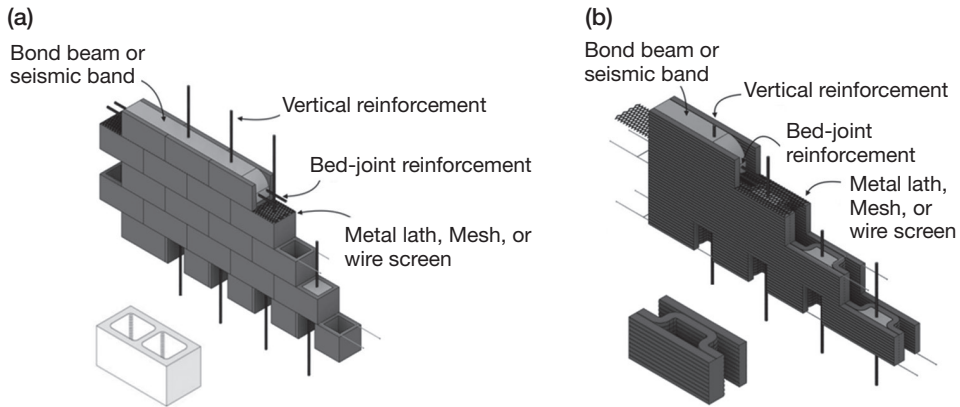 (a)
Bond beam or
seismic band
Vertical reinforcement
Bed-joint reinforcement
Metal lath, Mesh, or
wire screen
(b)
Bond beam or
seismic band
Vertical reinforcement
Bed-joint
reinforcement
Metal lath,
Mesh, or
wire screen